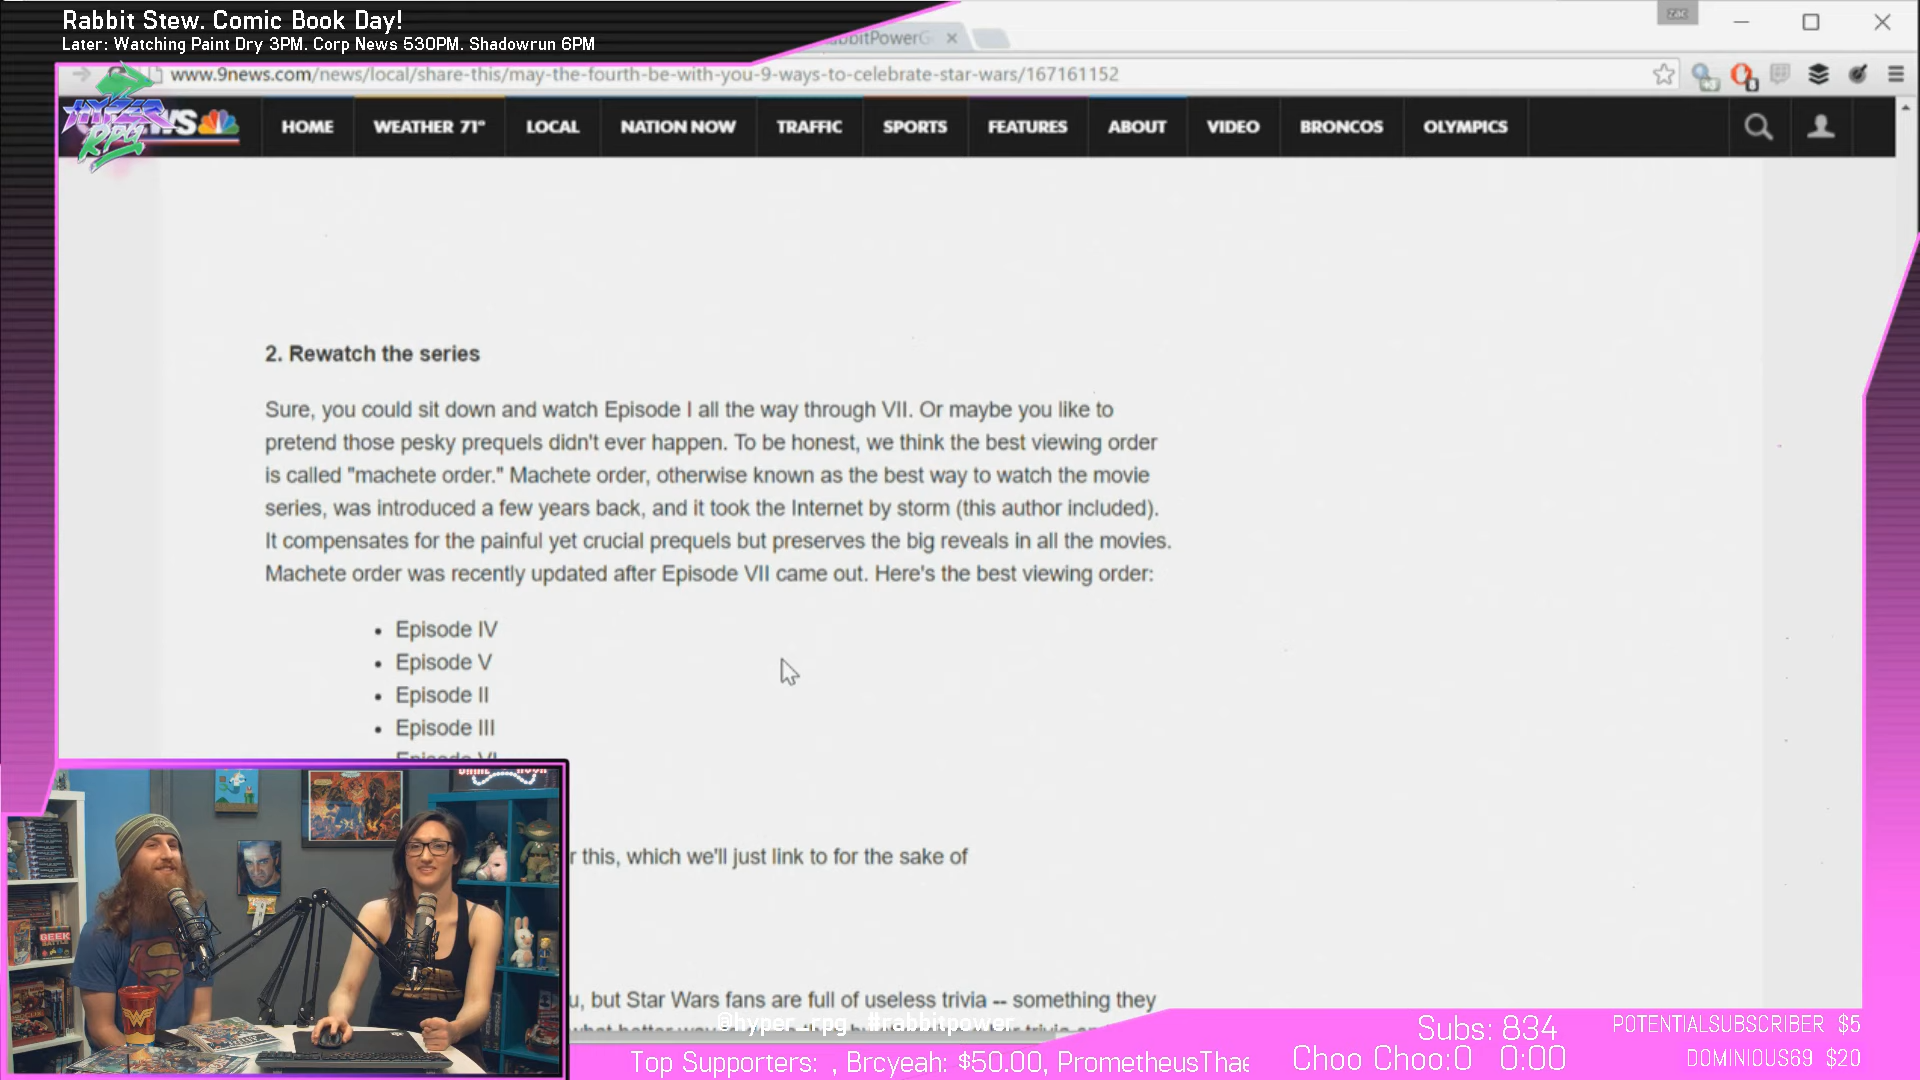 Rabbit Stew. Comic Book Day!
Later: Watching Paint Dry 3PM. Corp News 530PM. Shadowrun 6PM
zac
www.9news.com/news/local/share-this/may-the-fourth-be-with-you-9-ways-to-celebrate-star-wars/167161152
HYPER RPG
HOME WEATHER 71° LOCAL NATION NOW TRAFFIC SPORTS FEATURES ABOUT VIDEO BRONCOS OLYMPICS
2. Rewatch the series
Sure, you could sit down and watch Episode I all the way through VII. Or maybe you like to
pretend those pesky prequels didn't ever happen. To be honest, we think the best viewing order
is called "machete order." Machete order, otherwise known as the best way to watch the movie
series, was introduced a few years back, and it took the Internet by storm (this author included).
It compensates for the painful yet crucial prequels but preserves the big reveals in all the movies.
Machete order was recently updated after Episode VII came out. Here's the best viewing order:
• Episode IV
• Episode V
• Episode II
• Episode III
Episode VI
this, which we'll just link to for the sake of
but Star Wars fans are full of useless trivia -- something they
GEEK BATTLE
@hyper_rpg #rabbitpower
Subs: 834
POTENTIALSUBSCRIBER $5
Top Supporters: , Brcyeah: $50.00, PrometheusThae
Choo Choo:0 0:00
DOMINIOUS69 $20